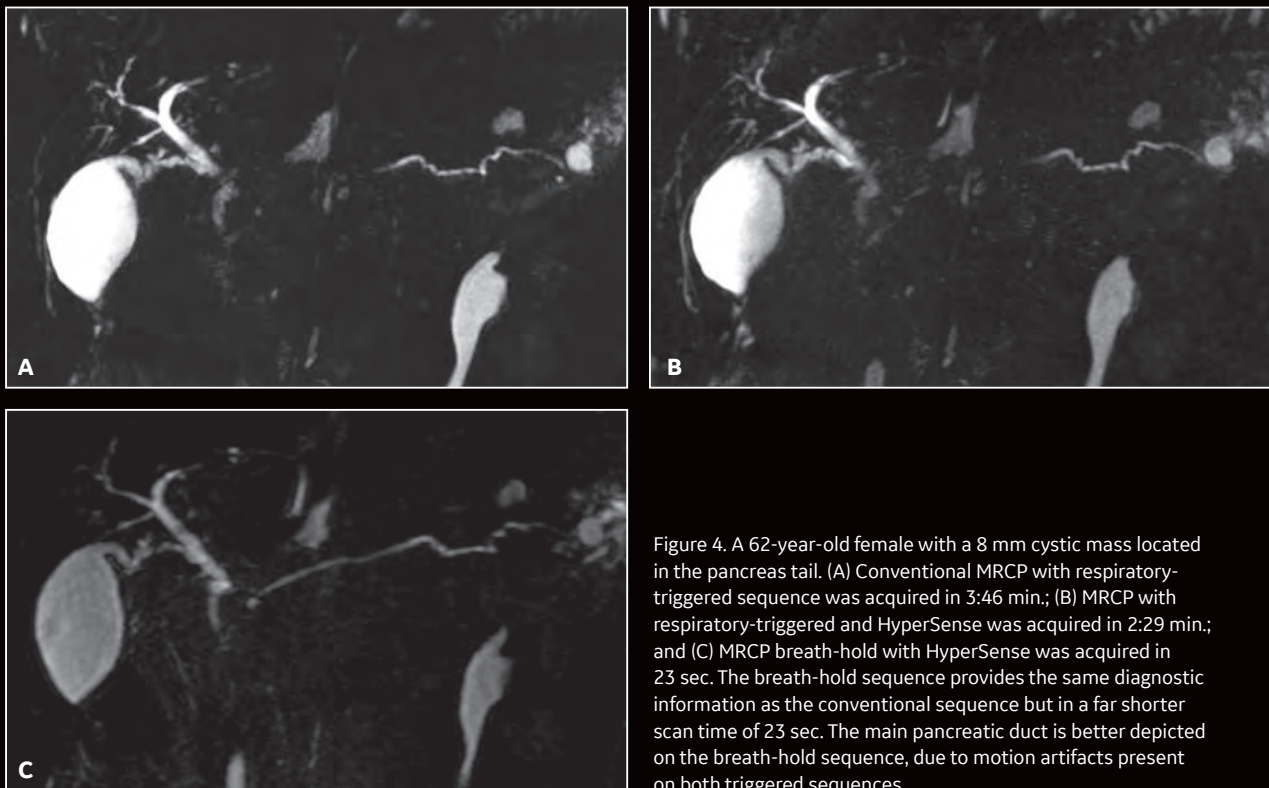 A
B
C
Figure 4. A 62-year-old female with a 8 mm cystic mass located
in the pancreas tail. (A) Conventional MRCP with respiratory-
triggered sequence was acquired in 3:46 min.; (B) MRCP with
respiratory-triggered and HyperSense was acquired in 2:29 min.;
and (C) MRCP breath-hold with HyperSense was acquired in
23 sec. The breath-hold sequence provides the same diagnostic
information as the conventional sequence but in a far shorter
scan time of 23 sec. The main pancreatic duct is better depicted
on the breath-hold sequence, due to motion artifacts present
on both triggered sequences.